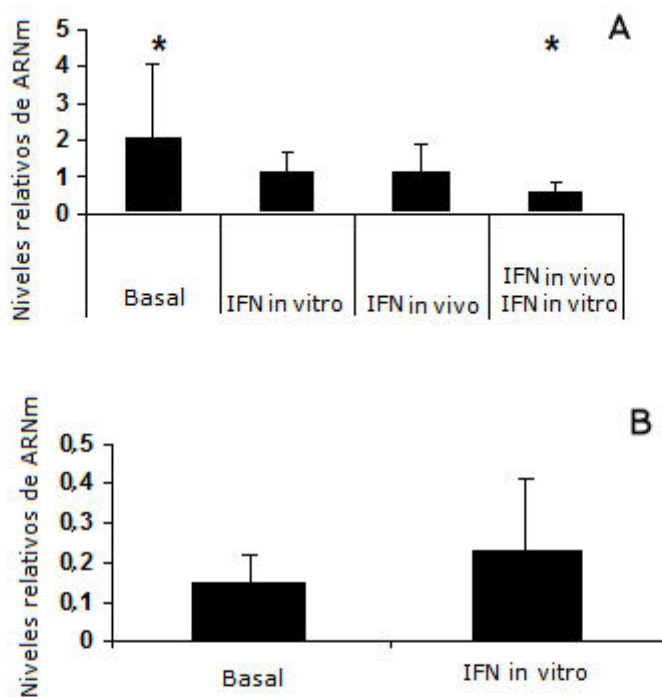 A
Niveles relativos de ARNm
5
*
*
4
3
2
1
0
Basal
IFN in vitro
IFN in vivo
IFN in vivo
IFN in vitro
B
Niveles relativos de ARNm
0,5
0,4
0,3
0,2
0,1
0
Basal
IFN in vitro